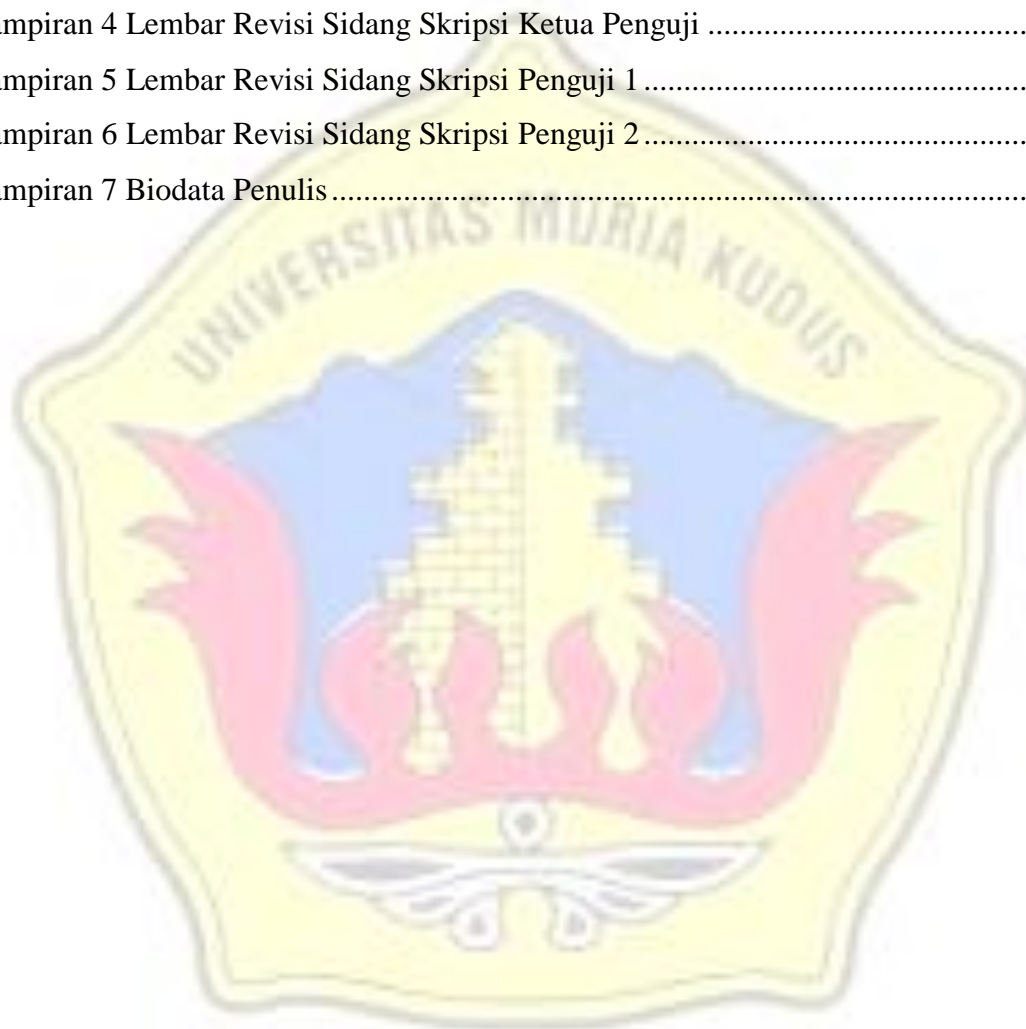 ampiran 4 Lembar Revisi Sidang Skripsi Ketua Penguji ......................................
ampiran 5 Lembar Revisi Sidang Skripsi Penguji 1 ..............................................
ampiran 6 Lembar Revisi Sidang Skripsi Penguji 2 ..............................................
ampiran 7 Biodata Penulis ....................................................................................
UNIVERSITAS MURIA KUDUS